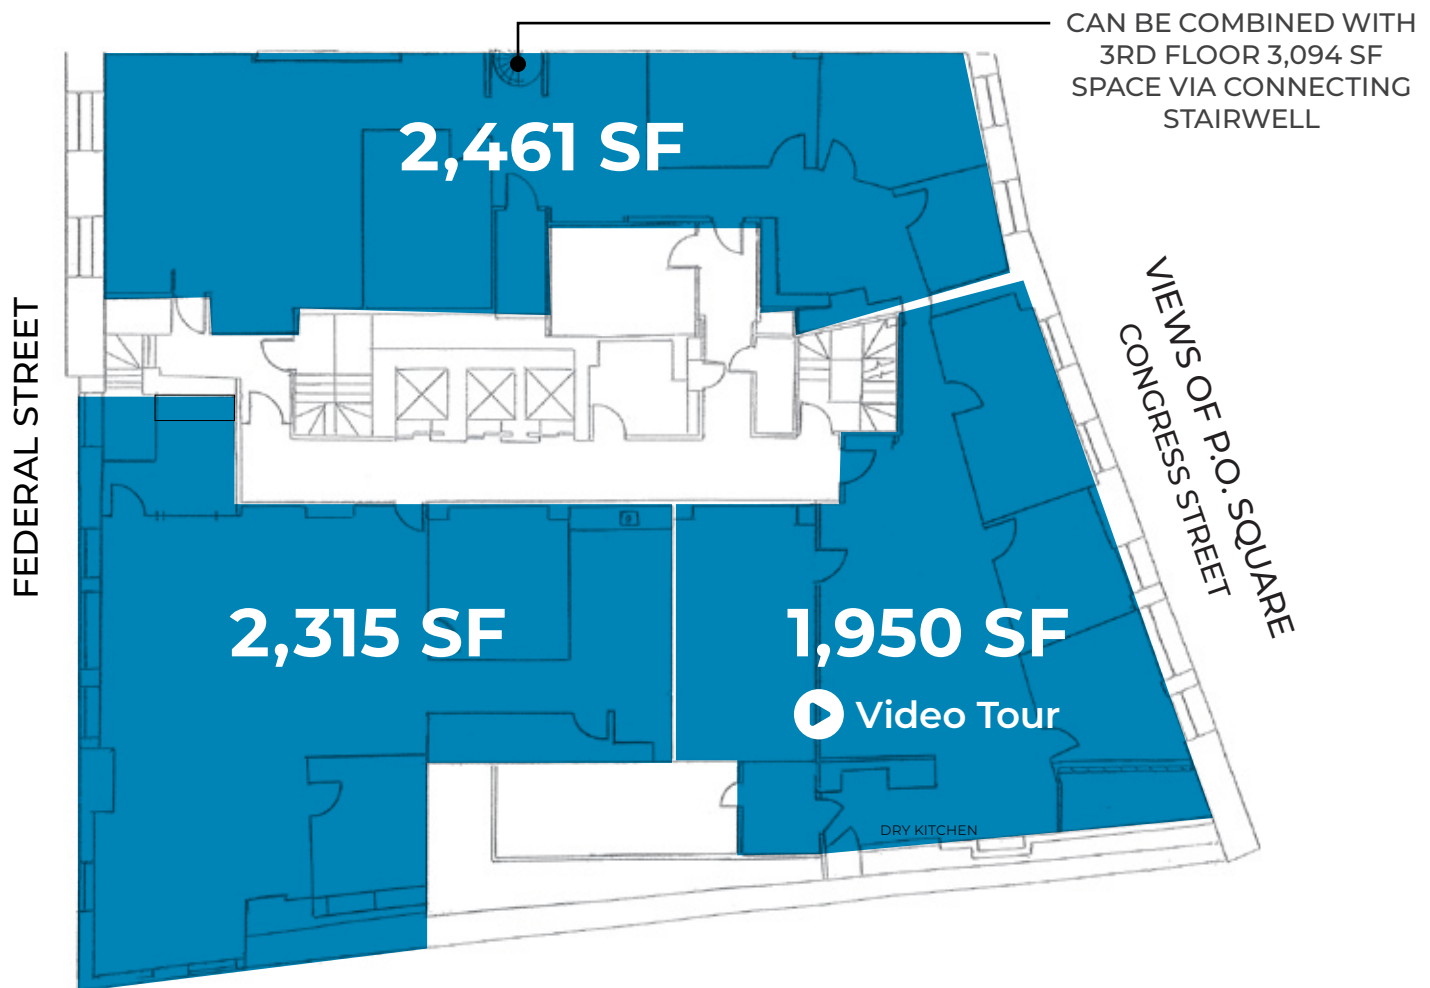 CAN BE COMBINED WITH
3RD FLOOR 3,094 SF
SPACE VIA CONNECTING
STAIRWELL
2,461 SF
FEDERAL STREET
VIEWS OF P.O. SQUARE
CONGRESS STREET
2,315 SF
1,950 SF
Video Tour
DRY KITCHEN